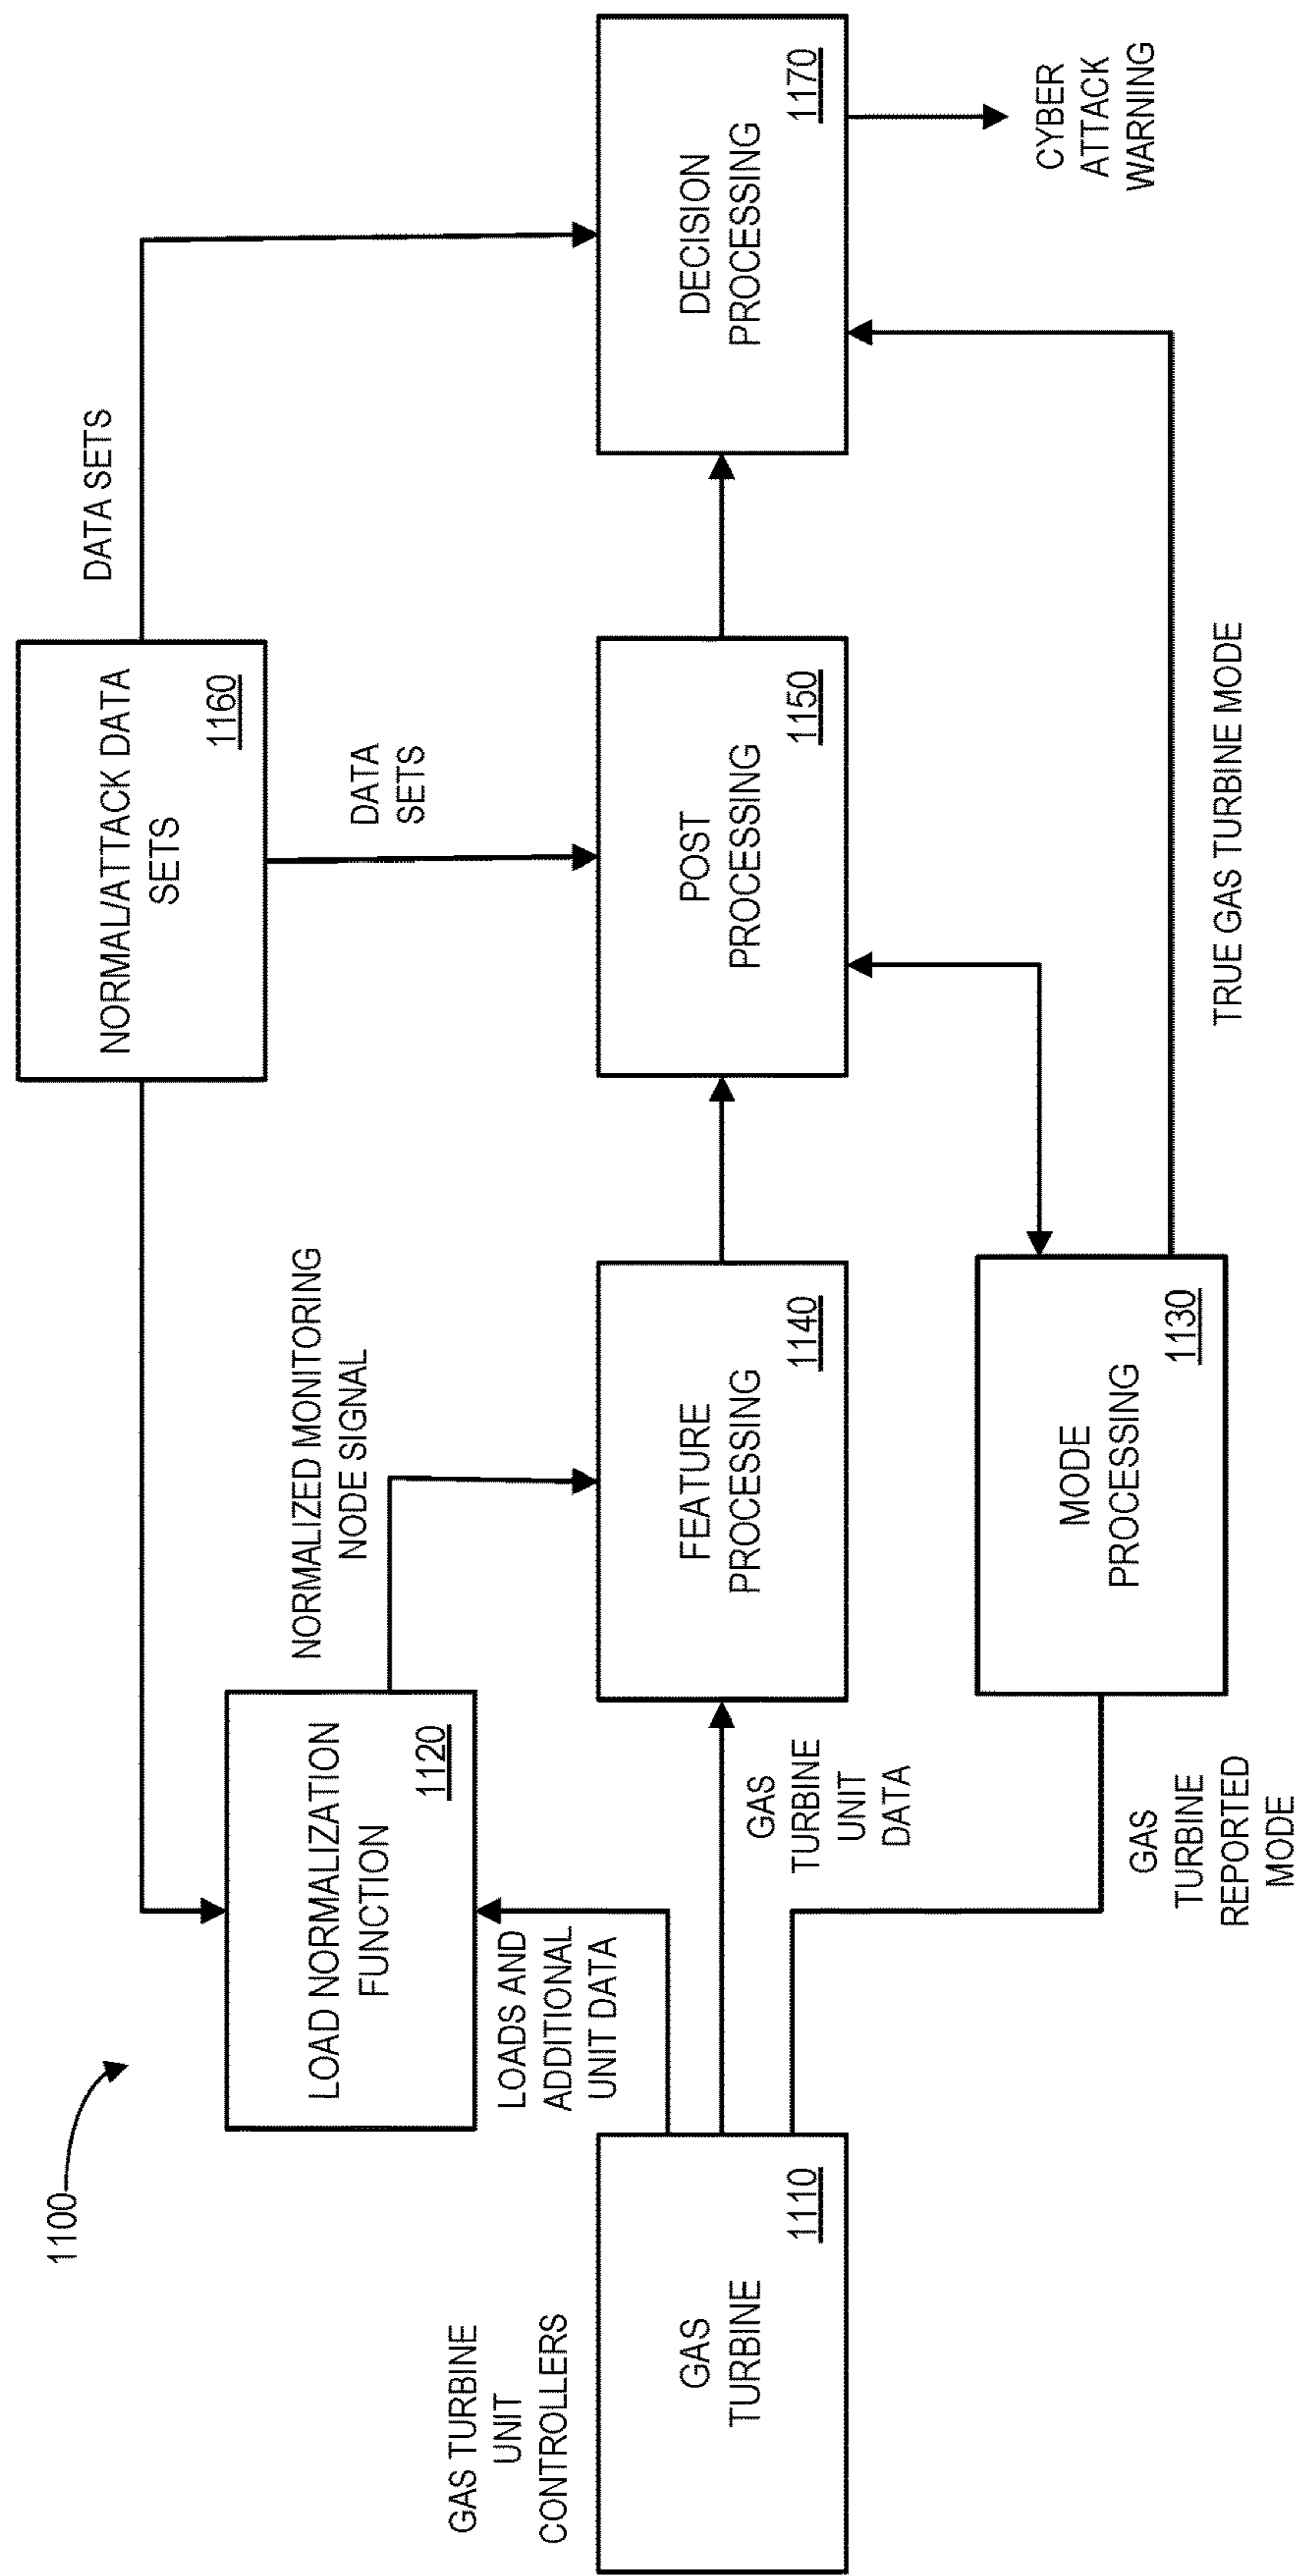 1100
NORMAL/ATTACK DATA
SETS
1160
DATA SETS
DATA
SETS
NORMALIZED MONITORING
NODE SIGNAL
LOAD NORMALIZATION
FUNCTION
1120
LOADS AND
ADDITIONAL
UNIT DATA
GAS TURBINE
UNIT
CONTROLLERS
GAS
TURBINE
1110
GAS
TURBINE
UNIT
DATA
FEATURE
PROCESSING
1140
POST
PROCESSING
1150
DECISION
PROCESSING
1170
CYBER
ATTACK
WARNING
GAS
TURBINE
REPORTED
MODE
MODE
PROCESSING
1130
TRUE GAS TURBINE MODE